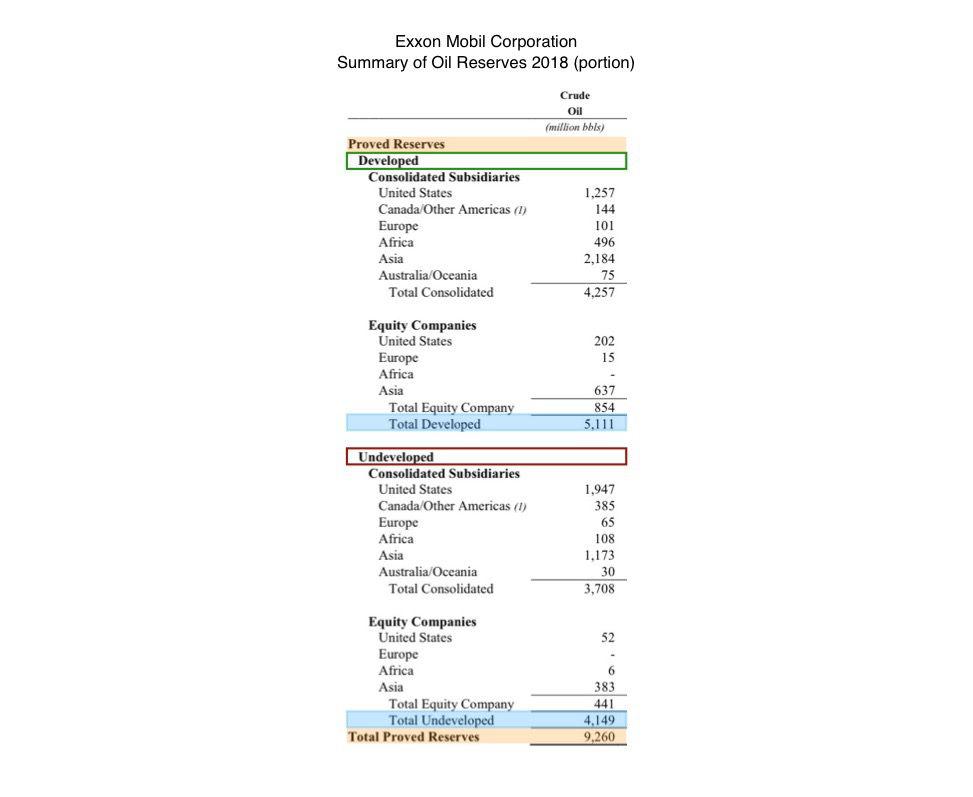 Exxon Mobil Corporation
Summary of Oil Reserves 2018 (portion)
Crude
Oil
(million bbls)
Proved Reserves
Developed
Consolidated Subsidiaries
United States 1,257
Canada/Other Americas (1) 144
Europe 101
Africa 496
Asia 2,184
Australia/Oceania 75
Total Consolidated 4,257
Equity Companies
United States 202
Europe 15
Africa -
Asia 637
Total Equity Company 854
Total Developed 5,111
Undeveloped
Consolidated Subsidiaries
United States 1,947
Canada/Other Americas (1) 385
Europe 65
Africa 108
Asia 1,173
Australia/Oceania 30
Total Consolidated 3,708
Equity Companies
United States 52
Europe -
Africa 6
Asia 383
Total Equity Company 441
Total Undeveloped 4,149
Total Proved Reserves 9,260